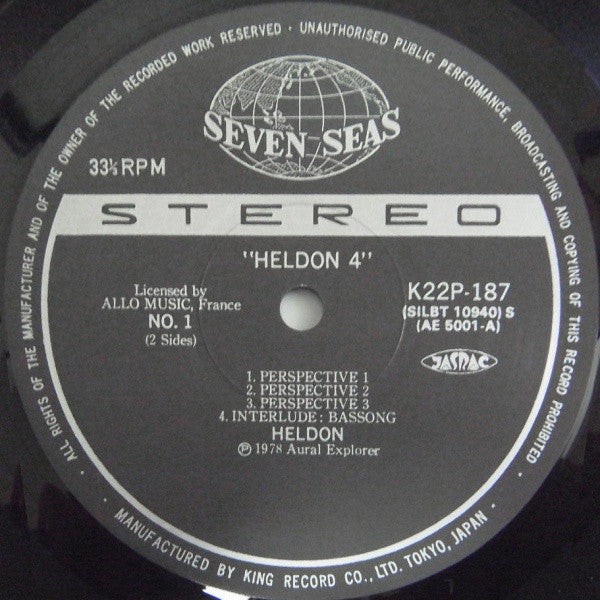 ALL RIGHTS OF THE MANUFACTURER AND OF THE OWNER OF THE RECORDED WORK RESERVED · UNAUTHORISED PUBLIC PERFORMANCE, BROADCASTING AND COPYING OF THIS RECORD PROHIBITED
SEVEN SEAS
33⅓ RPM
STEREO
"HELDON 4"
Licensed by
ALLO MUSIC, France
NO. 1
(2 Sides)
K22P-187
(SILBT 10940) S
(AE 5001-A)
JASRAC
1. PERSPECTIVE 1
2. PERSPECTIVE 2
3. PERSPECTIVE 3
4. INTERLUDE : BASSONG
HELDON
Ⓟ 1978 Aural Explorer
· MANUFACTURED BY KING RECORD CO., LTD. TOKYO, JAPAN ·